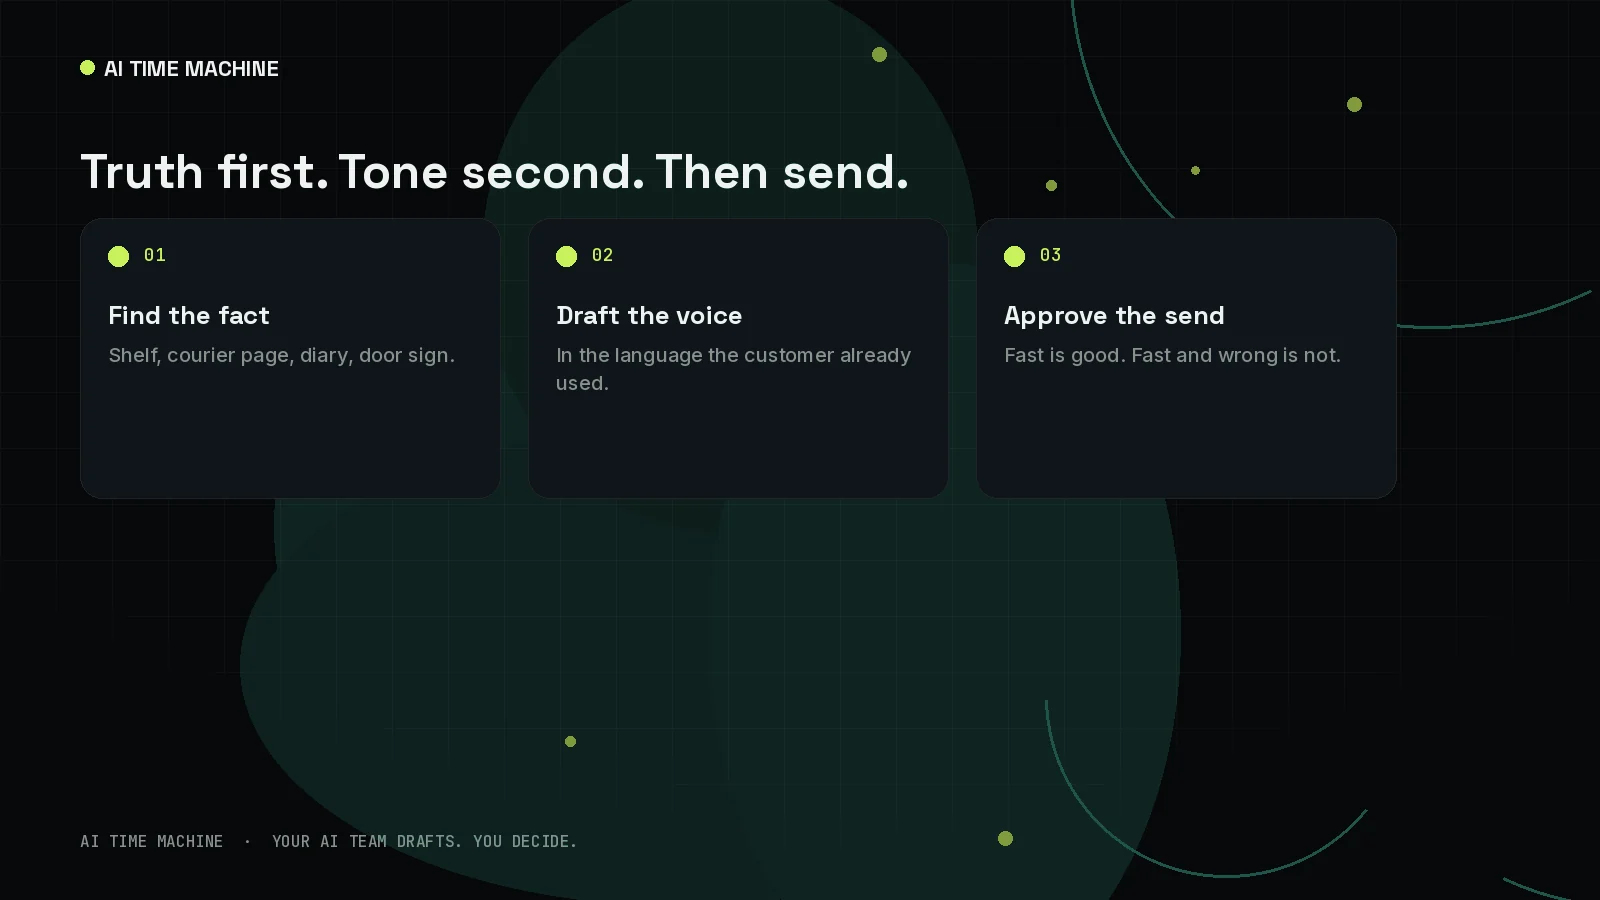 AI TIME MACHINE
Truth first. Tone second. Then send.
01
Find the fact
Shelf, courier page, diary, door sign.
02
Draft the voice
In the language the customer already
used.
03
Approve the send
Fast is good. Fast and wrong is not.
AI TIME MACHINE · YOUR AI TEAM DRAFTS. YOU DECIDE.